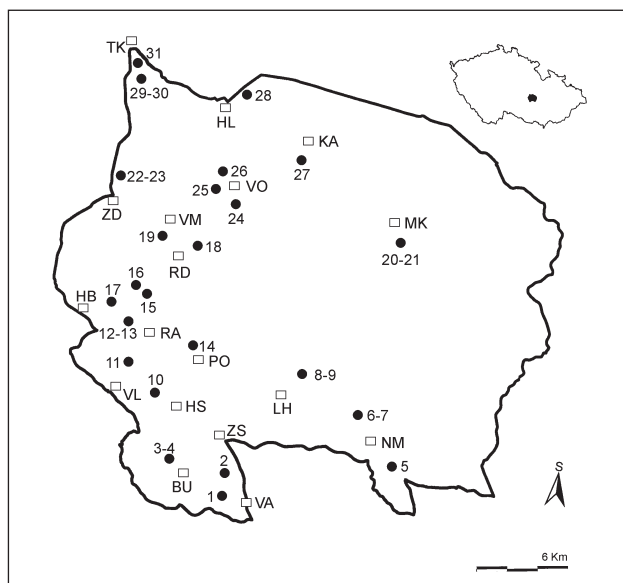 TK
31
29-30
28
HL
KA
27
26
22-23
25
VO
ZD
24
VM
MK
19
18
20-21
RD
16
HB
17
15
12-13
RA
14
PO
11
8-9
VL
10
LH
HS
6-7
ZS
NM
3-4
2
5
BU
S
1
VA
6 Km